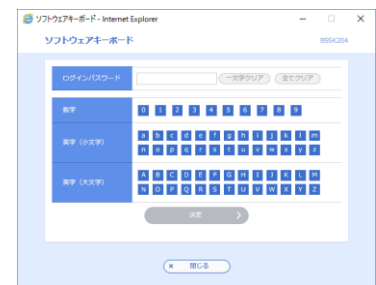 ソフトウェアキーボード - Internet Explorer
ソフトウェアキーボード
BSSK204
ログインパスワード
一文字クリア
全てクリア
数字
0 1 2 3 4 5 6 7 8 9
英字（小文字）
a b c d e f g h i j k l m
n o p q r s t u v w x y z
英字（大文字）
A B C D E F G H I J K L M
N O P Q R S T U V W X Y Z
決定
× 閉じる